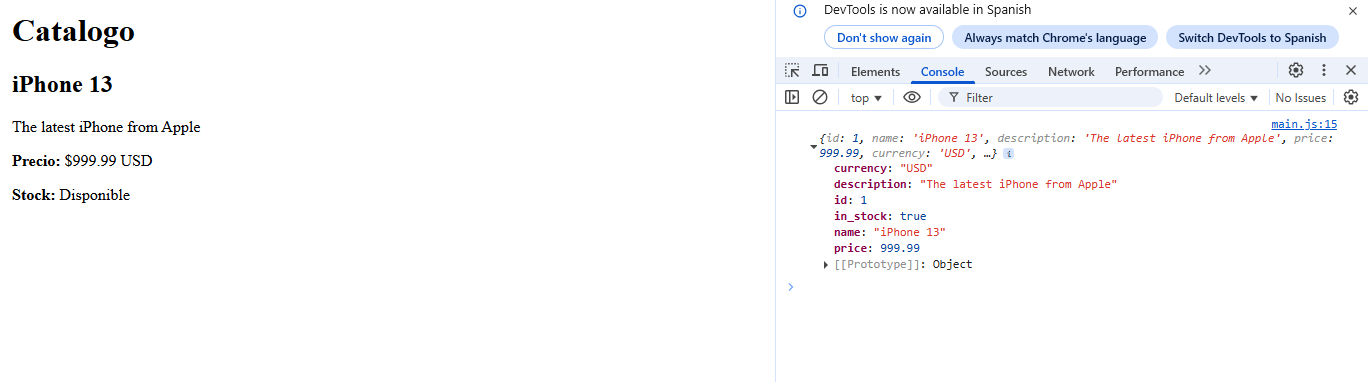 Catalogo
iPhone 13
The latest iPhone from Apple
Precio: $999.99 USD
Stock: Disponible
DevTools is now available in Spanish
Don't show again
Always match Chrome's language
Switch DevTools to Spanish
Elements
Console
Sources
Network
Performance
top
Filter
Default levels
No Issues
main.js:15
{id: 1, name: 'iPhone 13', description: 'The latest iPhone from Apple', price:
999.99, currency: 'USD', …}
currency: "USD"
description: "The latest iPhone from Apple"
id: 1
in_stock: true
name: "iPhone 13"
price: 999.99
[[Prototype]]: Object